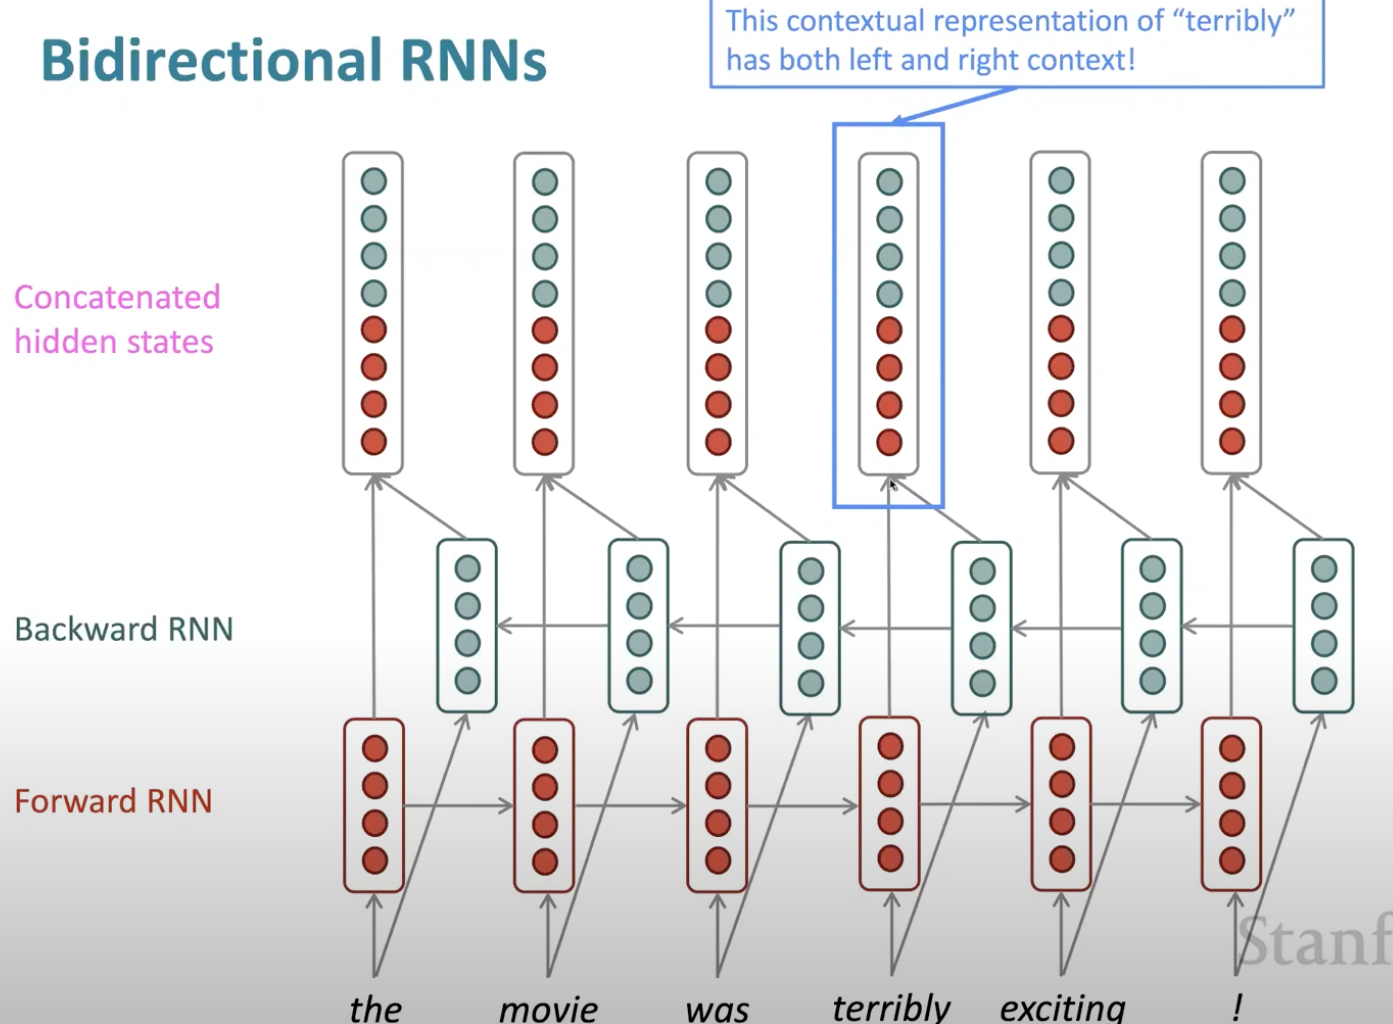 Bidirectional RNNs
This contextual representation of “terribly”
has both left and right context!
Concatenated
hidden states
Backward RNN
Forward RNN
the movie was terribly exciting !